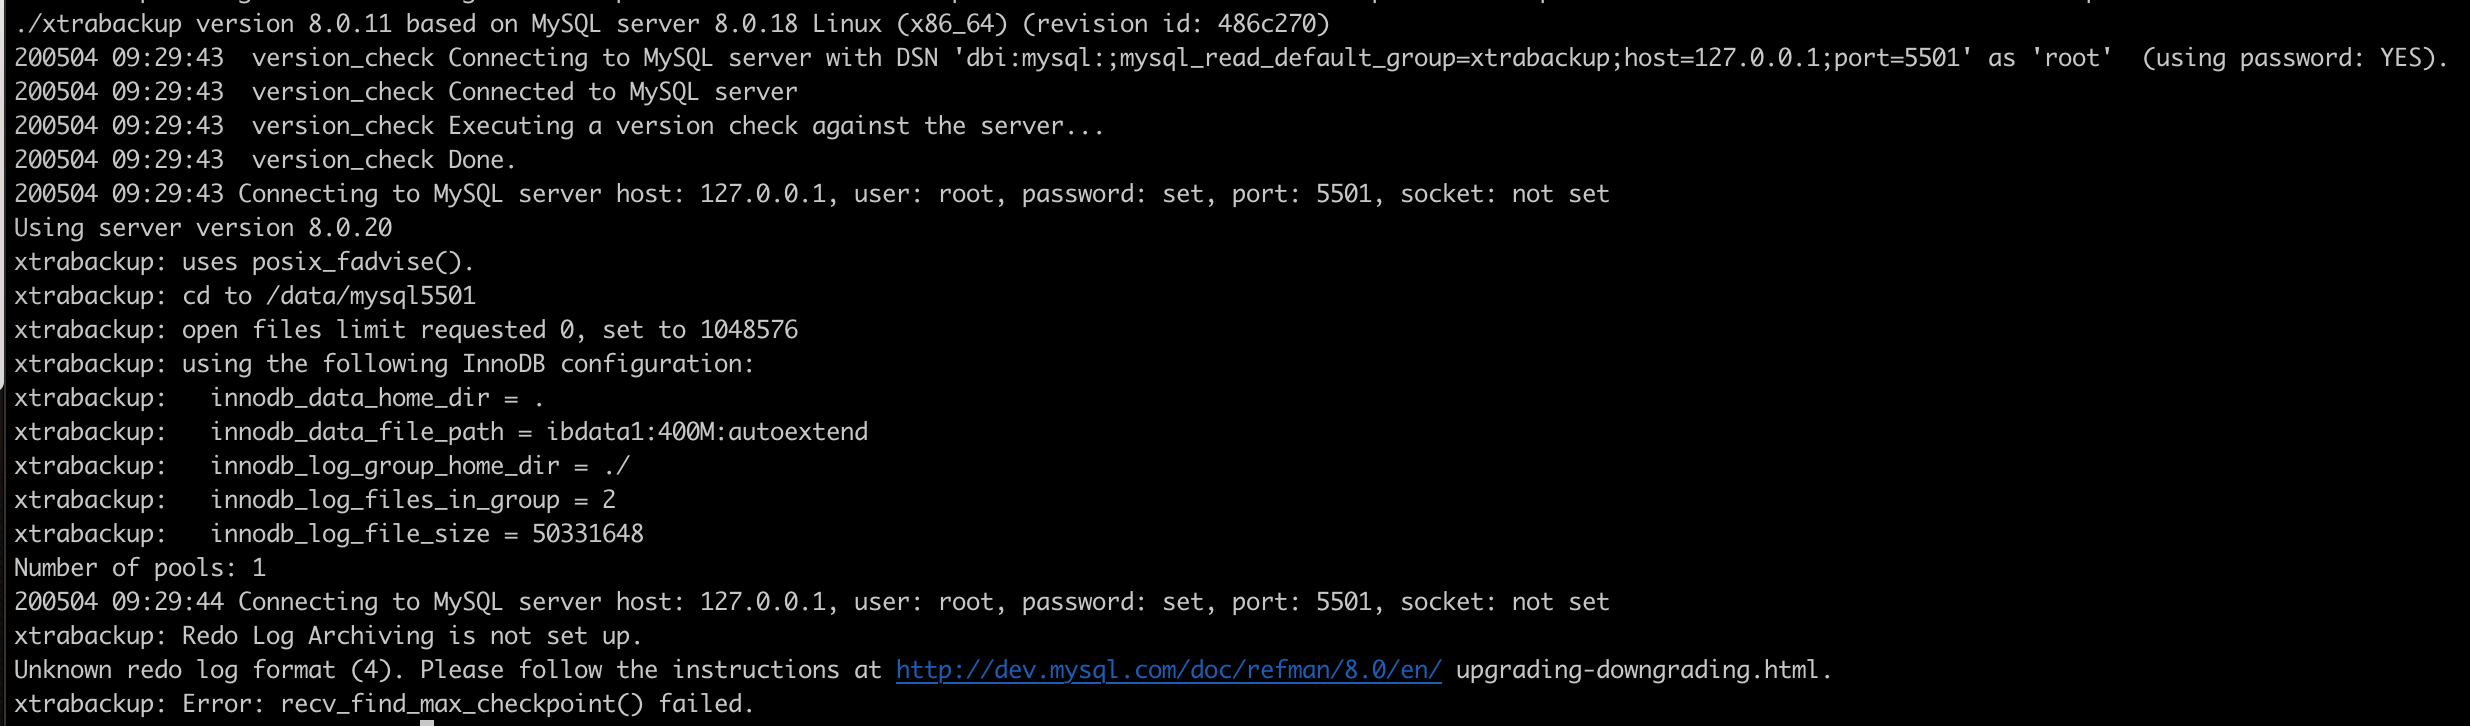 ./xtrabackup version 8.0.11 based on MySQL server 8.0.18 Linux (x86_64) (revision id: 486c270)
200504 09:29:43  version_check Connecting to MySQL server with DSN 'dbi:mysql:;mysql_read_default_group=xtrabackup;host=127.0.0.1;port=5501' as 'root'  (using password: YES).
200504 09:29:43  version_check Connected to MySQL server
200504 09:29:43  version_check Executing a version check against the server...
200504 09:29:43  version_check Done.
200504 09:29:43 Connecting to MySQL server host: 127.0.0.1, user: root, password: set, port: 5501, socket: not set
Using server version 8.0.20
xtrabackup: uses posix_fadvise().
xtrabackup: cd to /data/mysql5501
xtrabackup: open files limit requested 0, set to 1048576
xtrabackup: using the following InnoDB configuration:
xtrabackup:   innodb_data_home_dir = .
xtrabackup:   innodb_data_file_path = ibdata1:400M:autoextend
xtrabackup:   innodb_log_group_home_dir = ./
xtrabackup:   innodb_log_files_in_group = 2
xtrabackup:   innodb_log_file_size = 50331648
Number of pools: 1
200504 09:29:44 Connecting to MySQL server host: 127.0.0.1, user: root, password: set, port: 5501, socket: not set
xtrabackup: Redo Log Archiving is not set up.
Unknown redo log format (4). Please follow the instructions at http://dev.mysql.com/doc/refman/8.0/en/ upgrading-downgrading.html.
xtrabackup: Error: recv_find_max_checkpoint() failed.